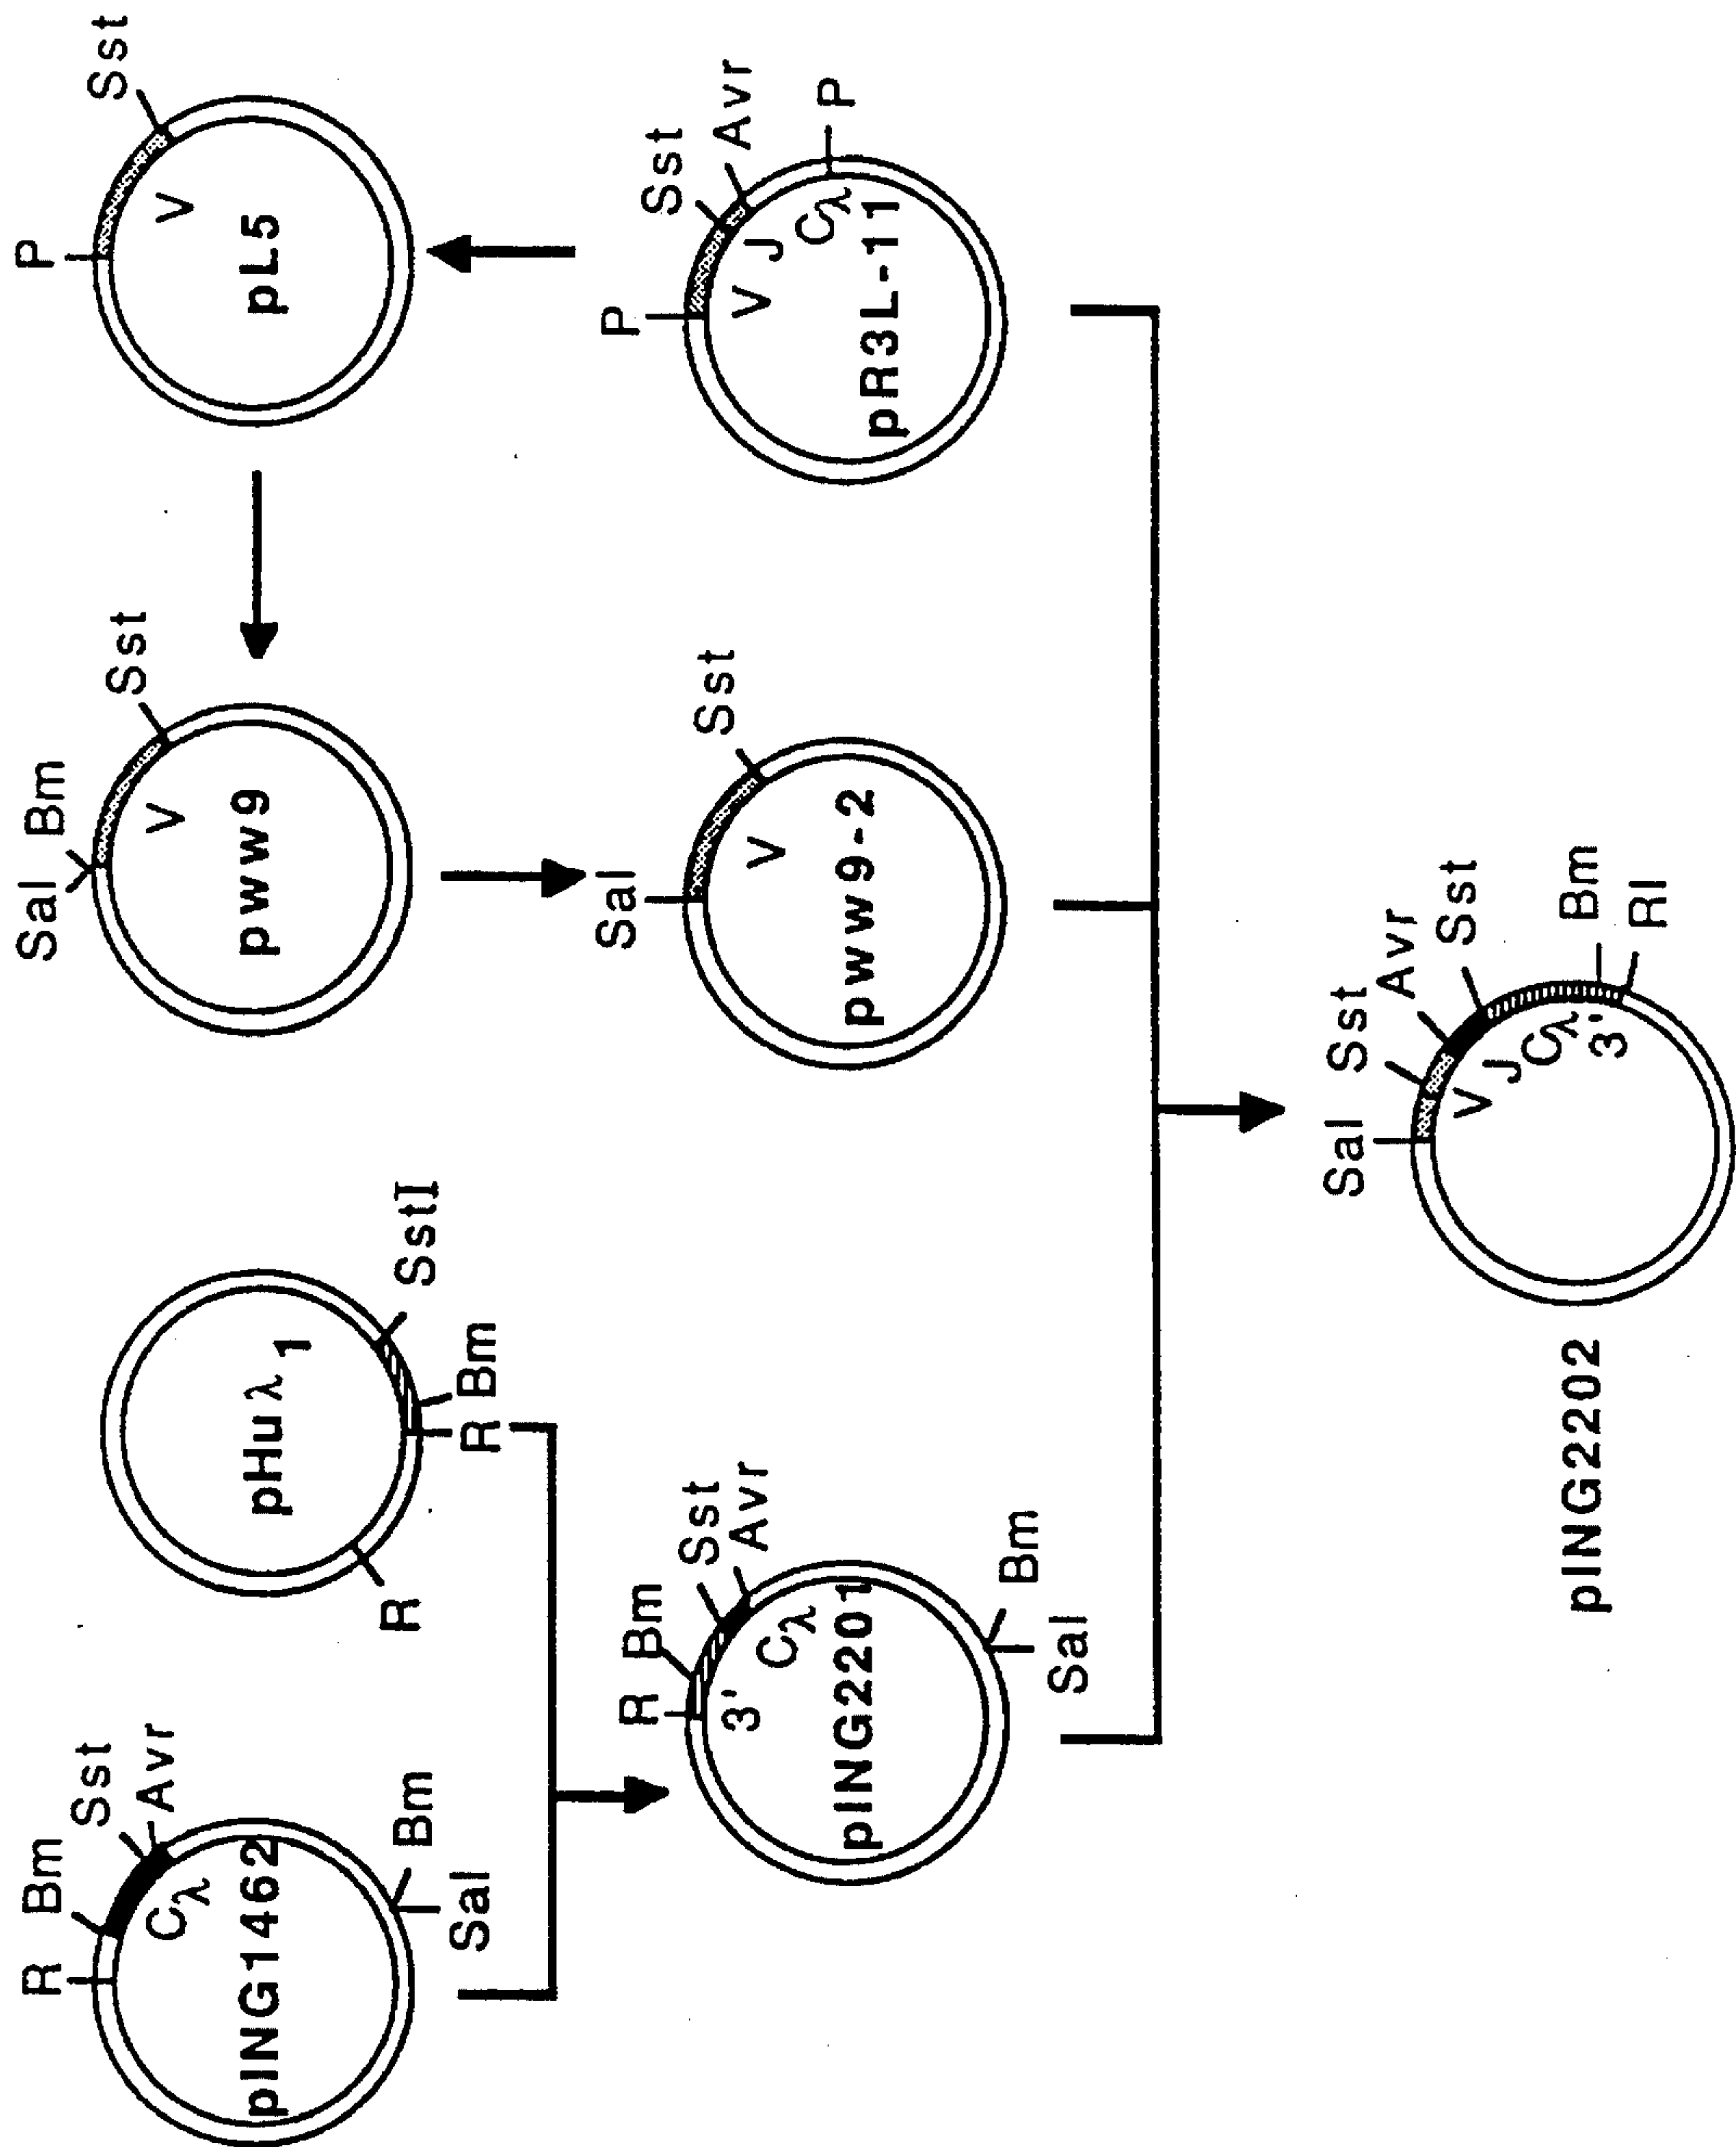 R Bm
Sst
Avr
Cλ
pING1462
Bm
Sal
pHuλ1
SstI
Bm
R
R
Sal Bm
Sst
V
pww9
P
Sst
V
pL5
R Bm
Sst
Avr
3'
Cλ
pING2201
Bm
Sal
Sal
Sst
V
pww9-2
P
Sst
Avr
P
V J Cλ
pR3L-11
Sal Sst
Avr
Sst
Bm
RI
V
J
Cλ
3'
pING2202